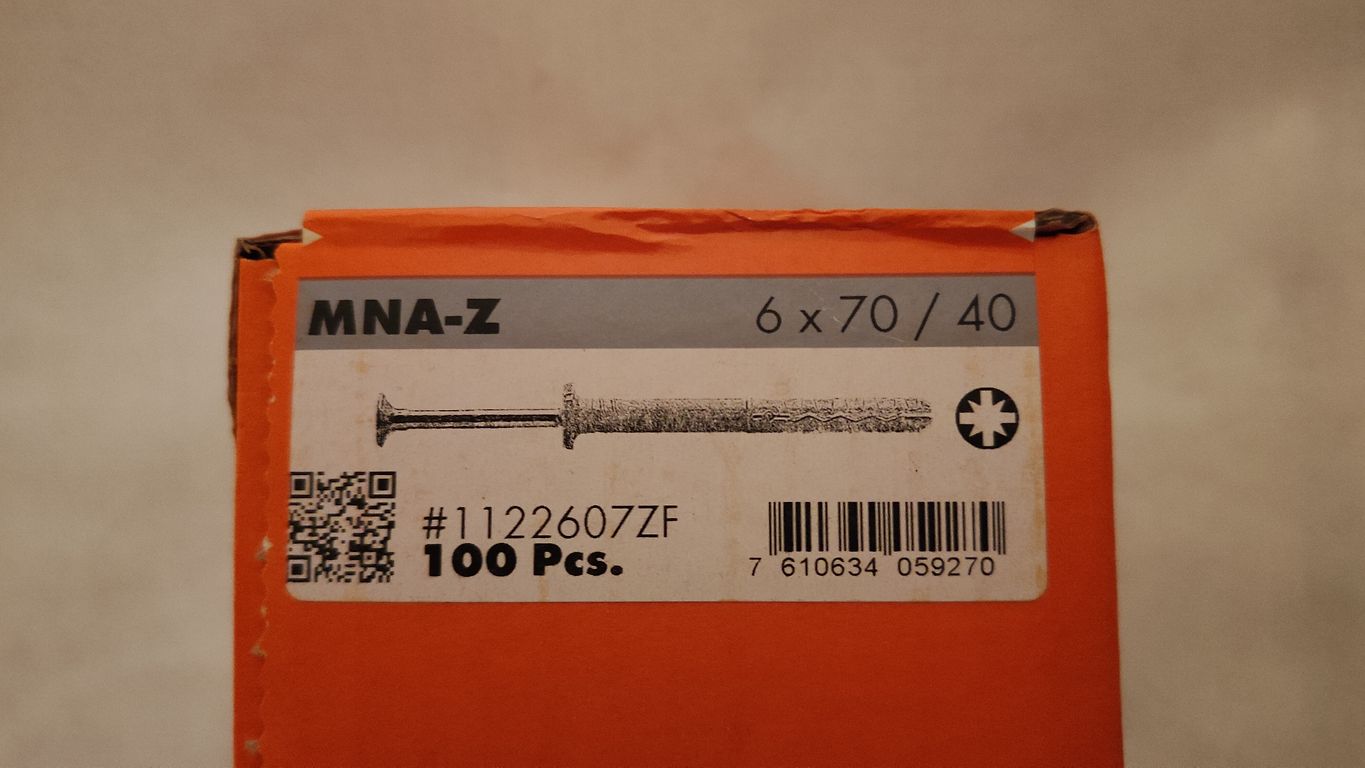 MNA-Z 6 x 70 / 40
#1122607ZF
100 Pcs.
7 610634 059270